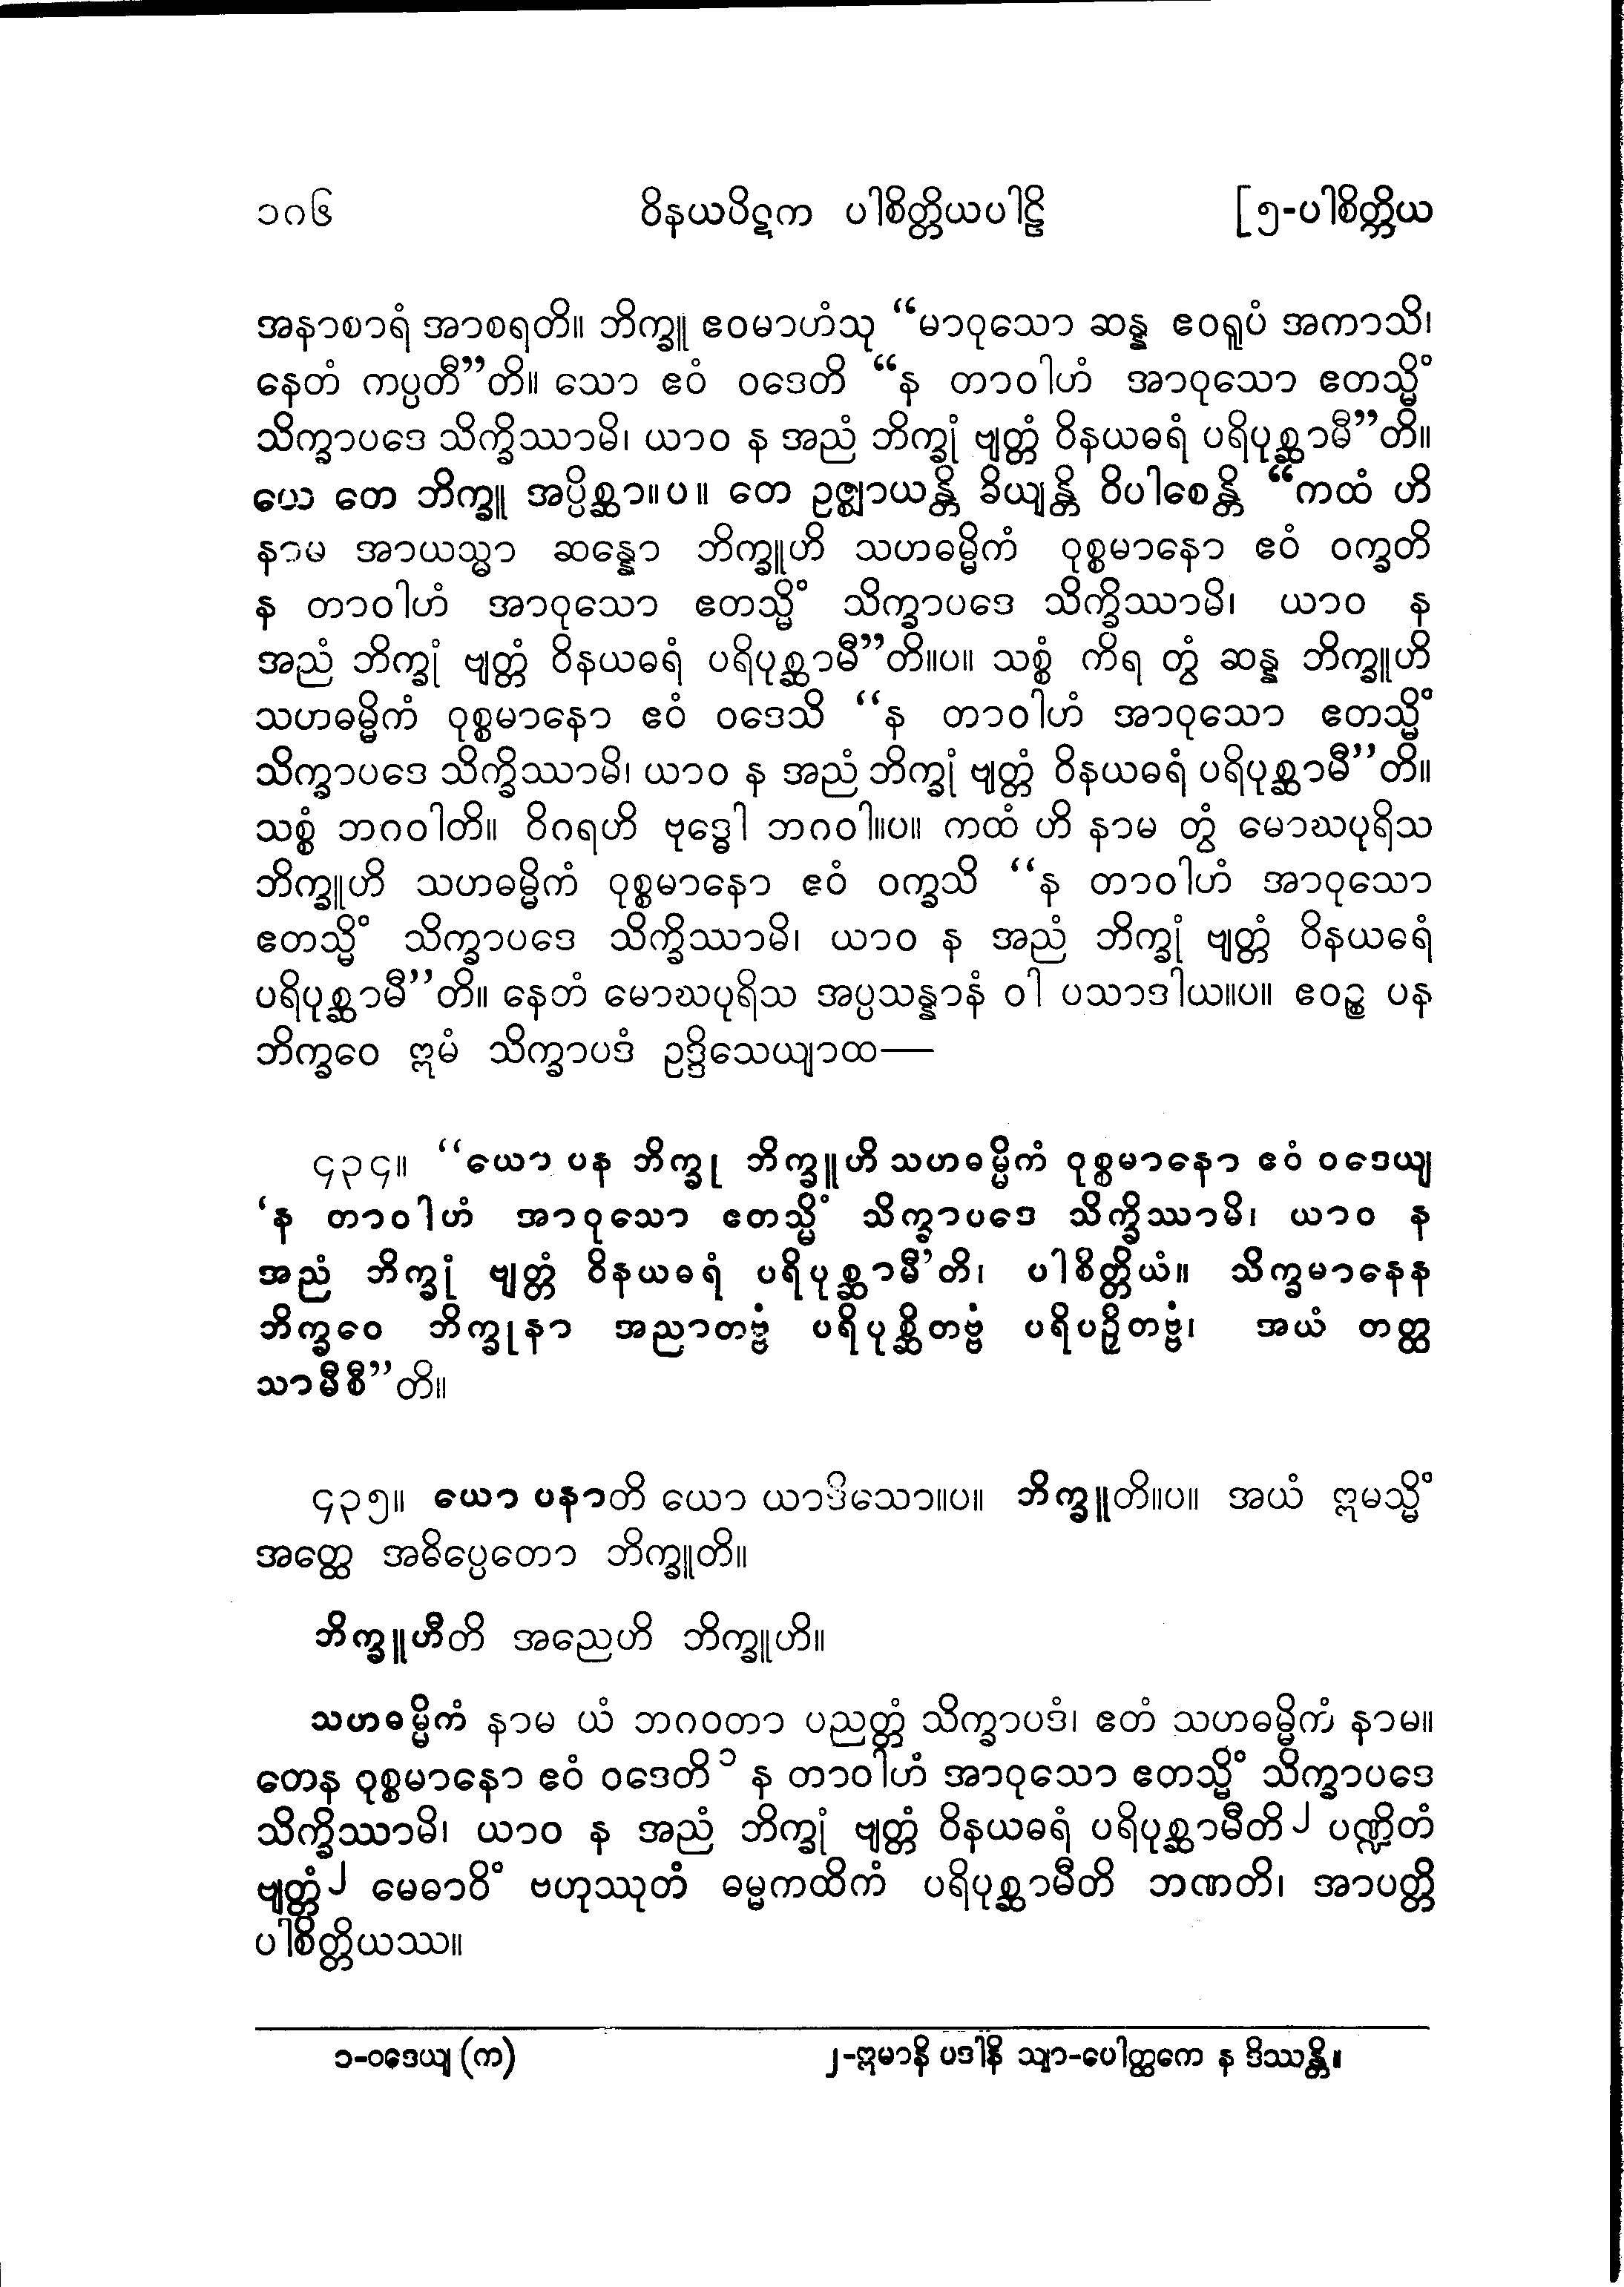 ၁၈၆ ဝိနယပိဋက ပါစိတ္တိယပါဠိ [၅-ပါစိတ္တိယ
အနာစာရံ အာစရတိ။ ဘိက္ခူ ဧဝမာဟံသု “မာဝုသော ဆန္န ဧဝရူပံ အကာသိ၊
နေတံ ကပ္ပတီ”တိ။ သော ဧဝံ ဝဒေတိ “န တာဝါဟံ အာဝုသော ဧတသ္မိံ
သိက္ခာပဒေ သိက္ခိဿာမိ၊ ယာဝ န အညံ ဘိက္ခုံ ဗျတ္တံ ဝိနယဓရံ ပရိပုစ္ဆာမီ”တိ။
ယေ တေ ဘိက္ခူ အပ္ပိစ္ဆာ။ပ။ တေ ဥဇ္ဈာယန္တိ ခိယျန္တိ ဝိပါစေန္တိ “ကထံ ဟိ
နာမ အာယသ္မာ ဆန္နော ဘိက္ခူဟိ သဟဓမ္မိကံ ဝုစ္စမာနော ဧဝံ ဝက္ခတိ
န တာဝါဟံ အာဝုသော ဧတသ္မိံ သိက္ခာပဒေ သိက္ခိဿာမိ၊ ယာဝ န
အညံ ဘိက္ခုံ ဗျတ္တံ ဝိနယဓရံ ပရိပုစ္ဆာမီ”တိ။ပ။ သစ္စံ ကိရ တွံ ဆန္န ဘိက္ခူဟိ
သဟဓမ္မိကံ ဝုစ္စမာနော ဧဝံ ဝဒေသိ “န တာဝါဟံ အာဝုသော ဧတသ္မိံ
သိက္ခာပဒေ သိက္ခိဿာမိ၊ ယာဝ န အညံ ဘိက္ခုံ ဗျတ္တံ ဝိနယဓရံ ပရိပုစ္ဆာမီ”တိ။
သစ္စံ ဘဂဝါတိ။ ဝိဂရဟိ ဗုဒ္ဓေါ ဘဂဝါ။ပ။ ကထံ ဟိ နာမ တွံ မောဃပုရိသ
ဘိက္ခူဟိ သဟဓမ္မိကံ ဝုစ္စမာနော ဧဝံ ဝက္ခသိ “န တာဝါဟံ အာဝုသော
ဧတသ္မိံ သိက္ခာပဒေ သိက္ခိဿာမိ၊ ယာဝ န အညံ ဘိက္ခုံ ဗျတ္တံ ဝိနယဓရံ
ပရိပုစ္ဆာမီ”တိ။ နေတံ မောဃပုရိသ အပ္ပသန္နာနံ ဝါ ပသာဒါယ။ပ။ ဧဝဉ္စ ပန
ဘိက္ခဝေ ဣမံ သိက္ခာပဒံ ဥဒ္ဒိသေယျာထ—
၄၃၄။ “ယော ပန ဘိက္ခု ဘိက္ခူဟိ သဟဓမ္မိကံ ဝုစ္စမာနော ဧဝံ ဝဒေယျ
‘န တာဝါဟံ အာဝုသော ဧတသ္မိံ သိက္ခာပဒေ သိက္ခိဿာမိ၊ ယာဝ န
အညံ ဘိက္ခုံ ဗျတ္တံ ဝိနယဓရံ ပရိပုစ္ဆာမီ’တိ၊ ပါစိတ္တိယံ။ သိက္ခမာနေန
ဘိက္ခဝေ ဘိက္ခုနာ အညာတဗ္ဗံ ပရိပုစ္ဆိတဗ္ဗံ ပရိပဉှိတဗ္ဗံ၊ အယံ တတ္ထ
သာမီစီ”တိ။
၄၃၅။ ယော ပနာတိ ယော ယာဒိသော။ပ။ ဘိက္ခူတိ။ပ။ အယံ ဣမသ္မိံ
အတ္ထေ အဓိပ္ပေတော ဘိက္ခူတိ။
ဘိက္ခူဟီတိ အညေဟိ ဘိက္ခူဟိ။
သဟဓမ္မိကံ နာမ ယံ ဘဂဝတာ ပညတ္တံ သိက္ခာပဒံ၊ ဧတံ သဟဓမ္မိကံ နာမ။
တေန ဝုစ္စမာနော ဧဝံ ဝဒေတိ ၁ န တာဝါဟံ အာဝုသော ဧတသ္မိံ သိက္ခာပဒေ
သိက္ခိဿာမိ၊ ယာဝ န အညံ ဘိက္ခုံ ဗျတ္တံ ဝိနယဓရံ ပရိပုစ္ဆာမီတိ ၂ ပဏ္ဍိတံ
ဗျတ္တံ ၂ မေဓာဝိံ ဗဟုဿုတံ ဓမ္မကထိကံ ပရိပုစ္ဆာမီတိ ဘဏတိ၊ အာပတ္တိ
ပါစိတ္တိယဿ။
၁-ဝဒေယျ (က) ၂-ဣမာနိ ပဒါနိ သျာ-ပေါတ္ထကေ န ဒိဿန္တိ။